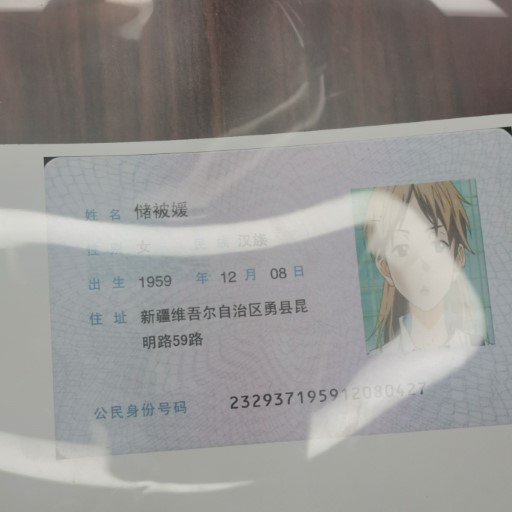 姓名 储被媛
性别 女 民族 汉族
出生 1959 年 12 月 08 日
住址 新疆维吾尔自治区勇县昆
明路59路
公民身份号码 232937195912080427